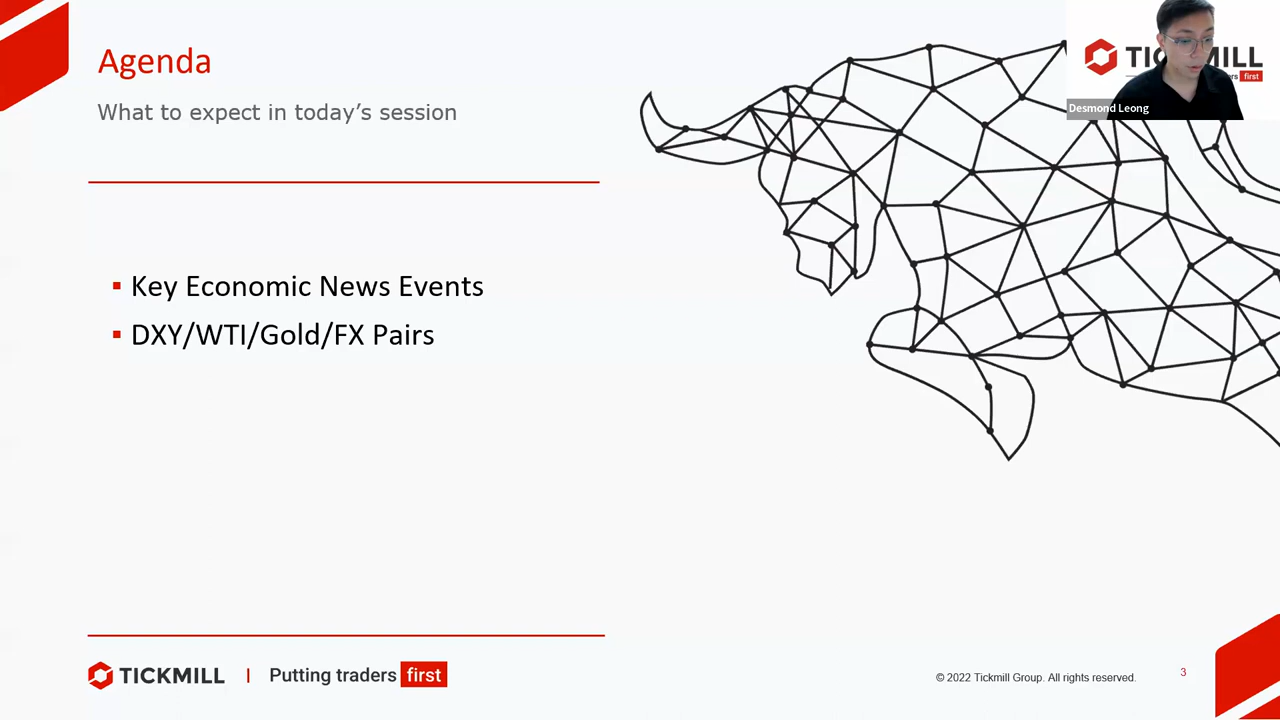 Agenda
What to expect in today's session
Key Economic News Events
DXY/WTI/Gold/FX Pairs
TICKMILL | Putting traders first
© 2022 Tickmill Group. All rights reserved.
3
Desmond Leong
first